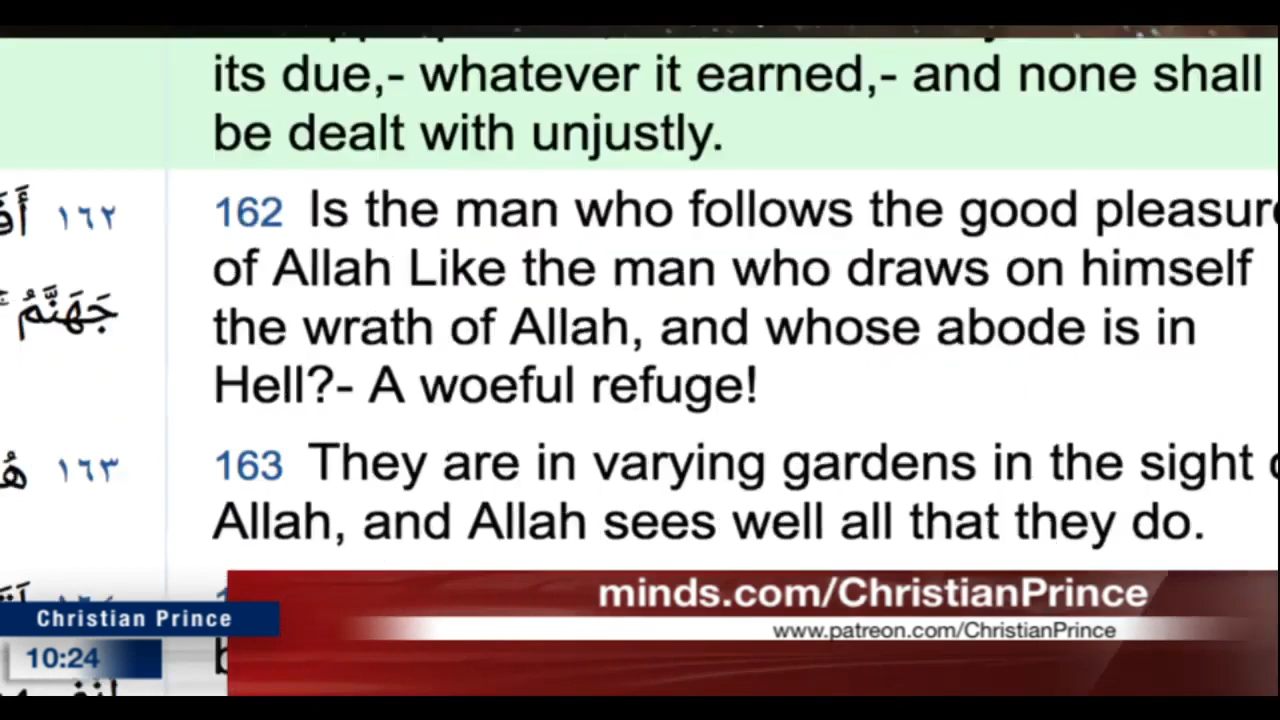 its due,- whatever it earned,- and none shall
be dealt with unjustly.
١٦٢
162 Is the man who follows the good pleasure
of Allah Like the man who draws on himself
جَهَنَّمُ
the wrath of Allah, and whose abode is in
Hell?- A woeful refuge!
١٦٣
163 They are in varying gardens in the sight
Allah, and Allah sees well all that they do.
minds.com/ChristianPrince
Christian Prince
www.patreon.com/ChristianPrince
10:24